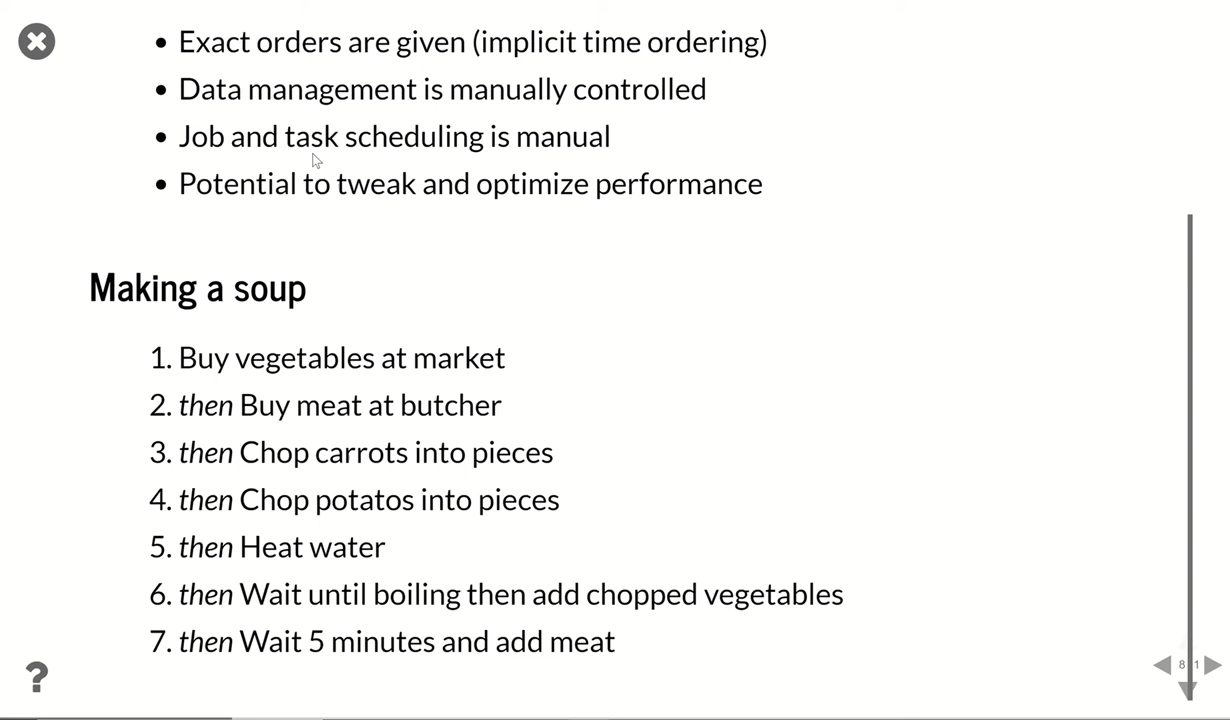 Exact orders are given (implicit time ordering)
Data management is manually controlled
Job and task scheduling is manual
Potential to tweak and optimize performance
Making a soup
1. Buy vegetables at market
2. then Buy meat at butcher
3. then Chop carrots into pieces
4. then Chop potatos into pieces
5. then Heat water
6. then Wait until boiling then add chopped vegetables
7. then Wait 5 minutes and add meat
?
8 1